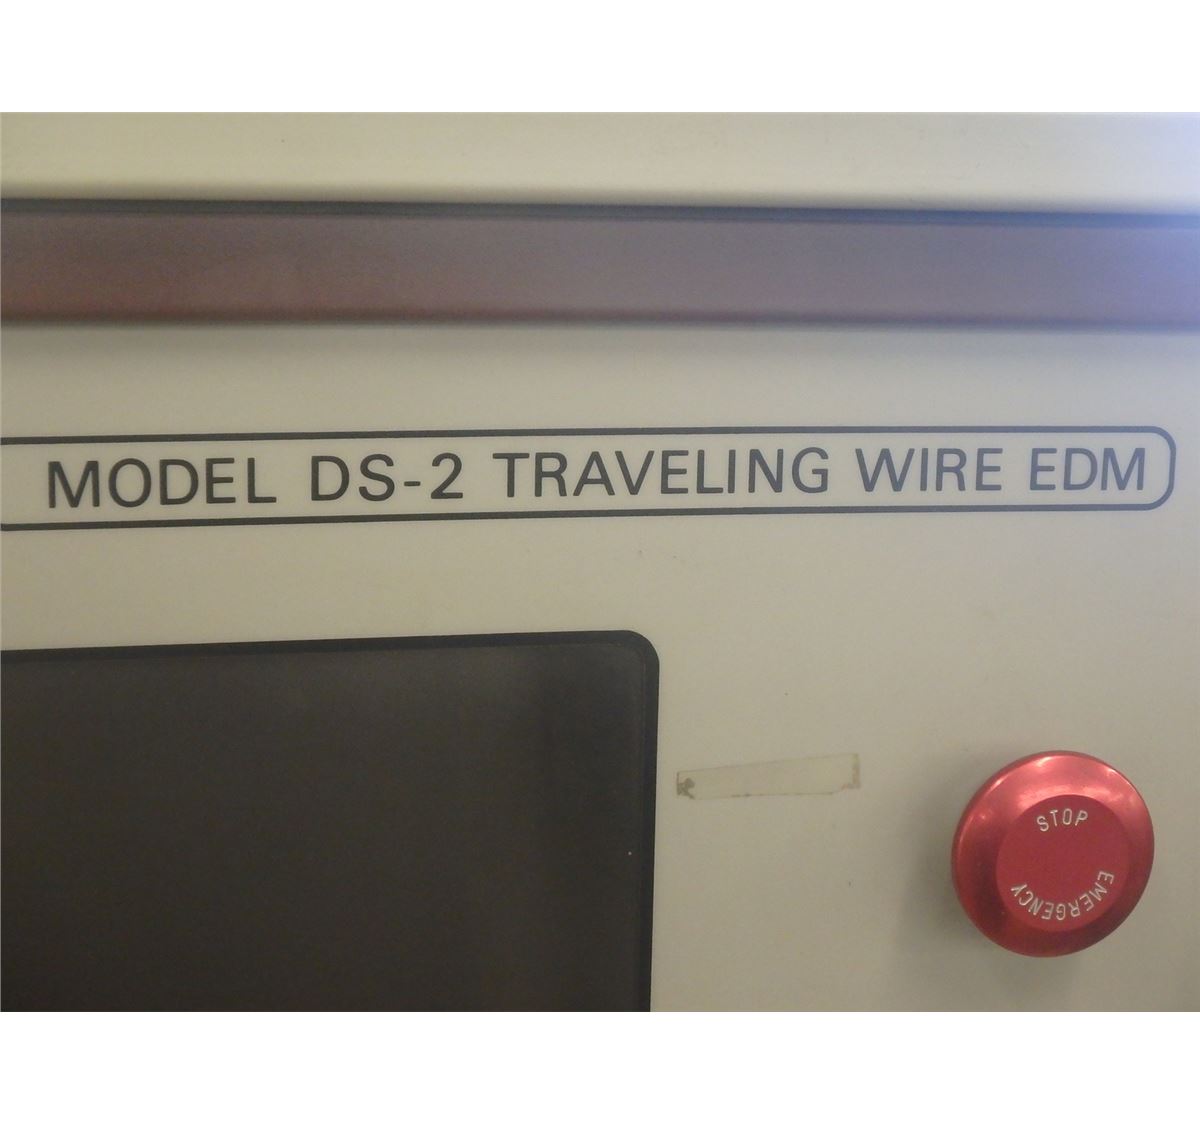 MODEL DS-2 TRAVELING WIRE EDM
STOP
EMERGENCY